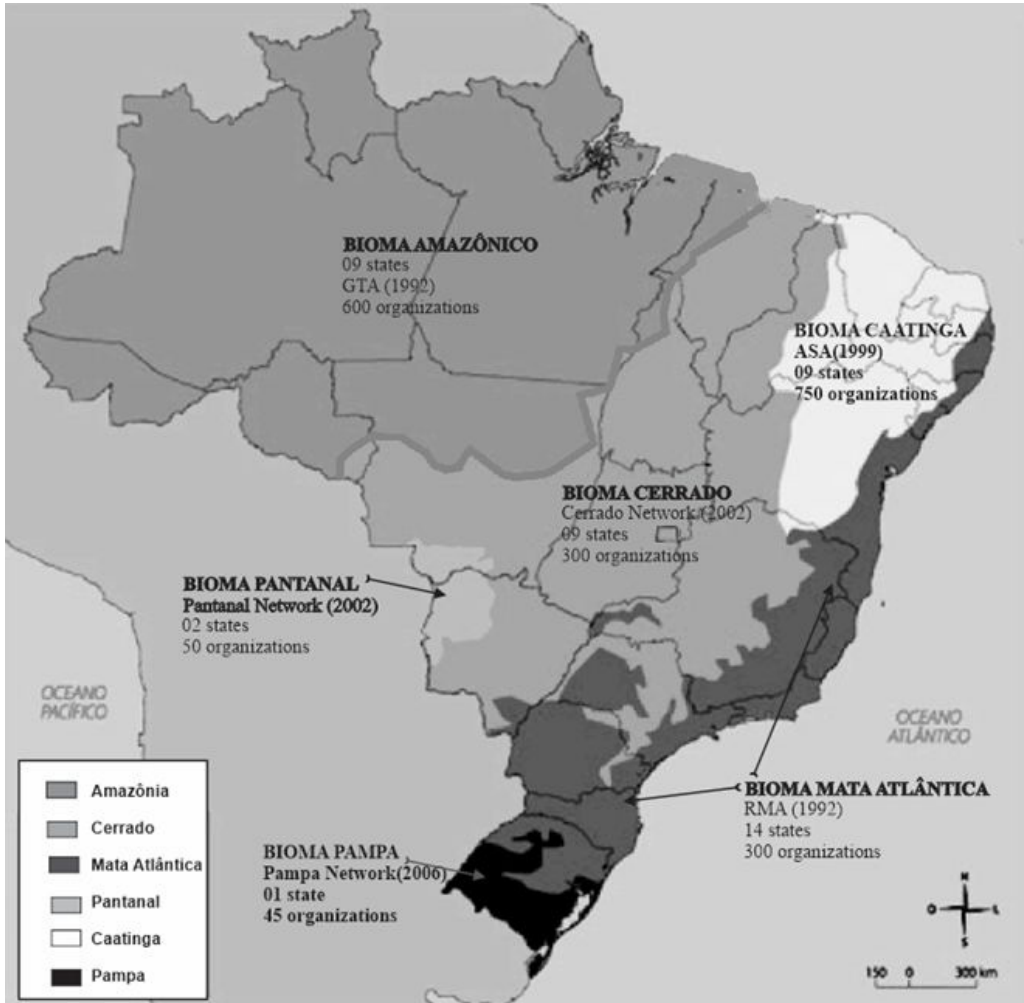 BIOMA AMAZÔNICO
09 states
GTA (1992)
600 organizations
BIOMA CAATINGA
ASA(1999)
09 states
750 organizations
BIOMA CERRADO
Cerrado Network (2002)
09 states
300 organizations
BIOMA PANTANAL
Pantanal Network (2002)
02 states
50 organizations
OCEANO
PACÍFICO
OCEANO
ATLÂNTICO
BIOMA MATA ATLÂNTICA
RMA (1992)
14 states
300 organizations
BIOMA PAMPA
Pampa Network(2006)
01 state
45 organizations
Amazônia
Cerrado
Mata Atlântica
Pantanal
Caatinga
Pampa
N
O
L
S
150 0 300 km